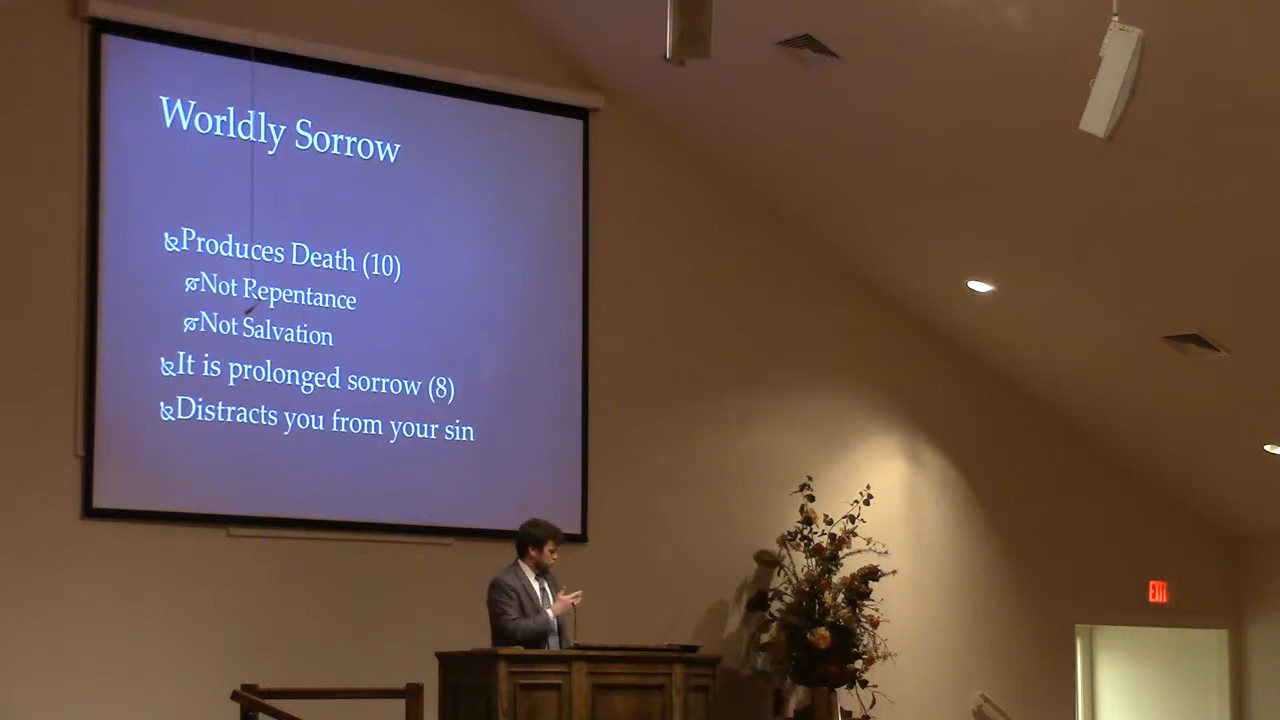 Worldly Sorrow
Produces Death (10)
Not Repentance
Not Salvation
It is prolonged sorrow (8)
Distracts you from your sin
EXIT